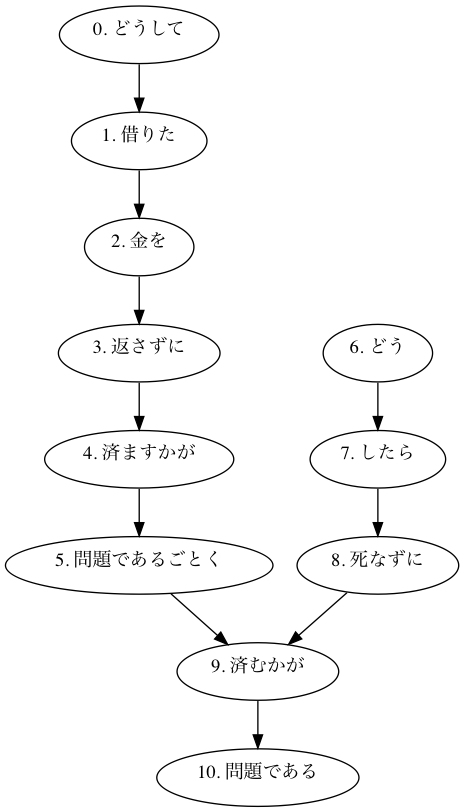 0. どうして
1. 借りた
2. 金を
3. 返さずに
4. 済ますかが
5. 問題であるごとく
6. どう
7. したら
8. 死なずに
9. 済むかが
10. 問題である